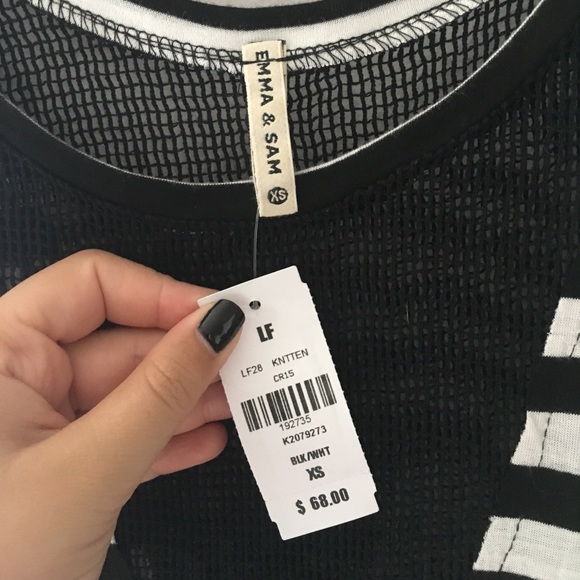 EMMA & SAM
XS
LF
LF28 KNTTEN
CR15
192735
K2079273
BLK/WHT
XS
$ 68.00